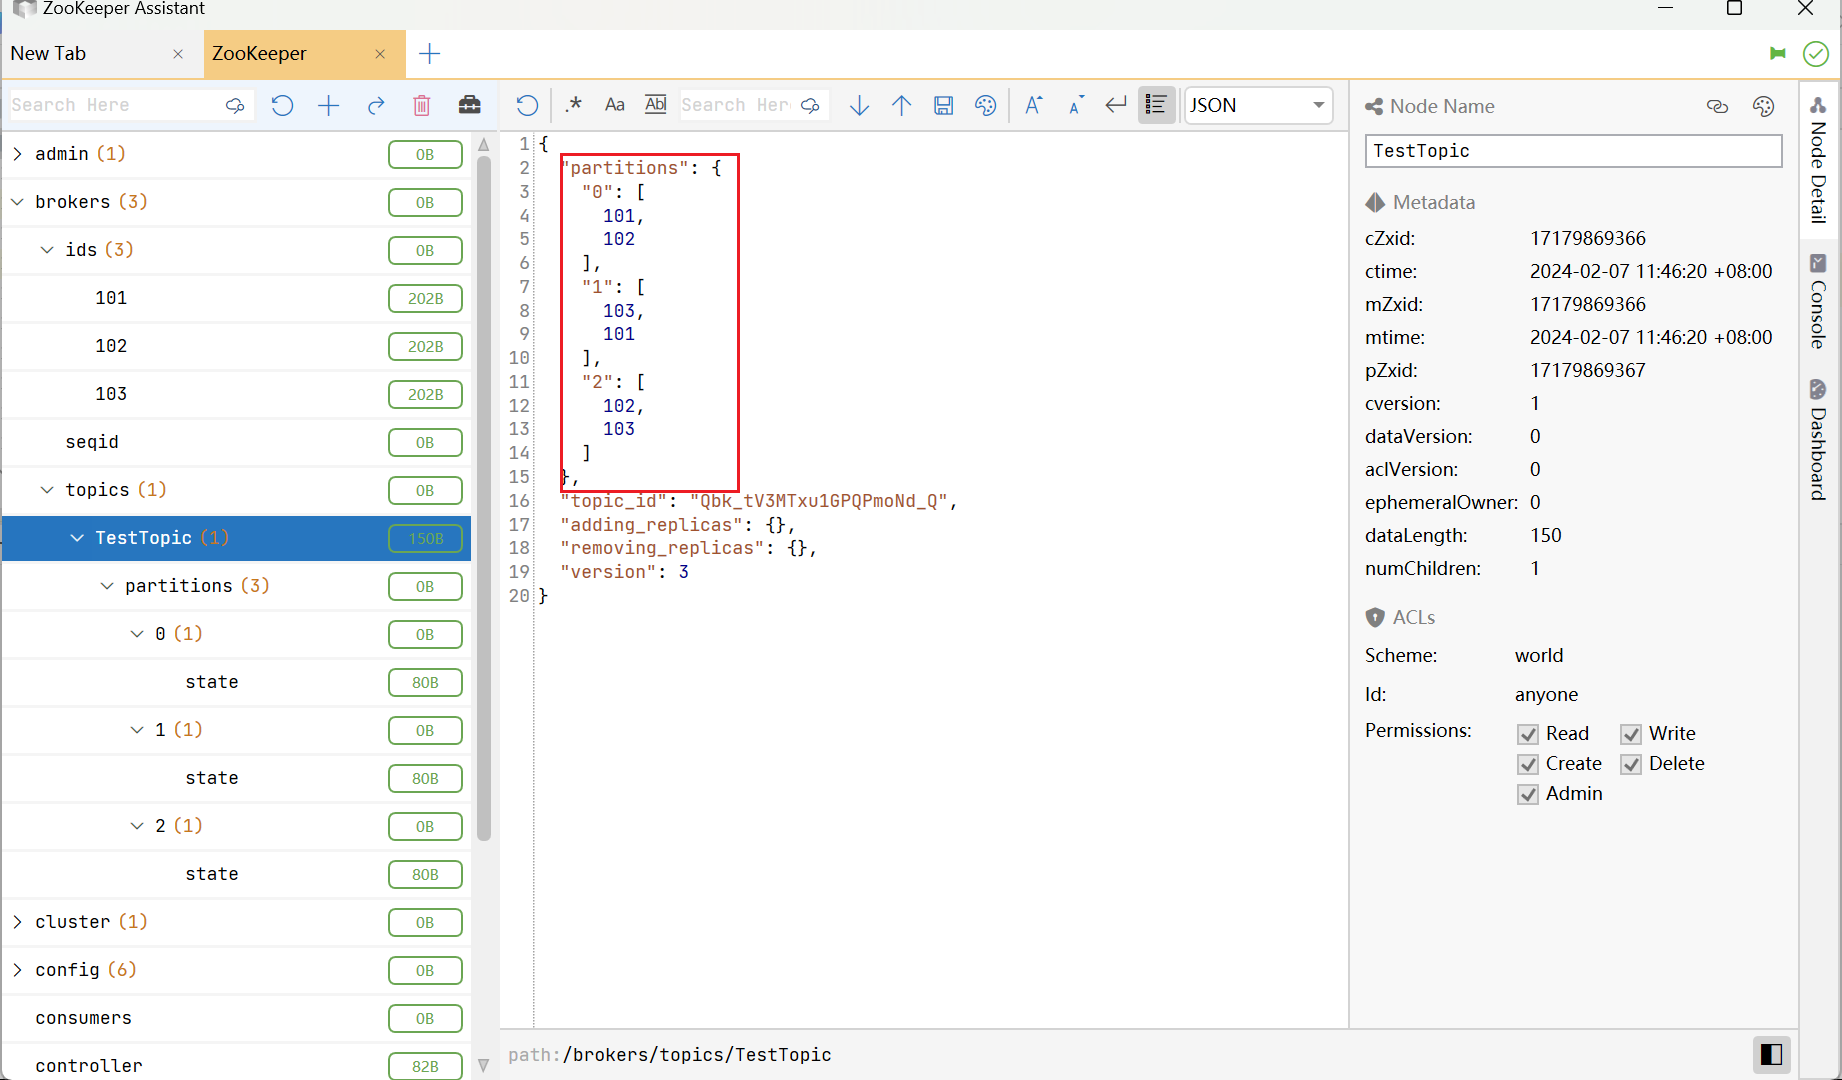 ZooKeeper Assistant
New Tab
ZooKeeper
Search Here
.*
Aa
Abl
Search Her
JSON
admin (1) 0B
brokers (3) 0B
ids (3) 0B
101 202B
102 202B
103 202B
seqid 0B
topics (1) 0B
TestTopic (1) 150B
partitions (3) 0B
0 (1) 0B
state 80B
1 (1) 0B
state 80B
2 (1) 0B
state 80B
cluster (1) 0B
config (6) 0B
consumers 0B
controller 82B
1 {
2 "partitions": {
3 "0": [
4 101,
5 102
6 ],
7 "1": [
8 103,
9 101
10 ],
11 "2": [
12 102,
13 103
14 ]
15 },
16 "topic_id": "Qbk_tV3MTxu1GPQPmoNd_Q",
17 "adding_replicas": {},
18 "removing_replicas": {},
19 "version": 3
20 }
path:/brokers/topics/TestTopic
Node Name
TestTopic
Metadata
cZxid: 17179869366
ctime: 2024-02-07 11:46:20 +08:00
mZxid: 17179869366
mtime: 2024-02-07 11:46:20 +08:00
pZxid: 17179869367
cversion: 1
dataVersion: 0
aclVersion: 0
ephemeralOwner: 0
dataLength: 150
numChildren: 1
ACLs
Scheme: world
Id: anyone
Permissions: Read Write
Create Delete
Admin
Node Detail
Console
Dashboard